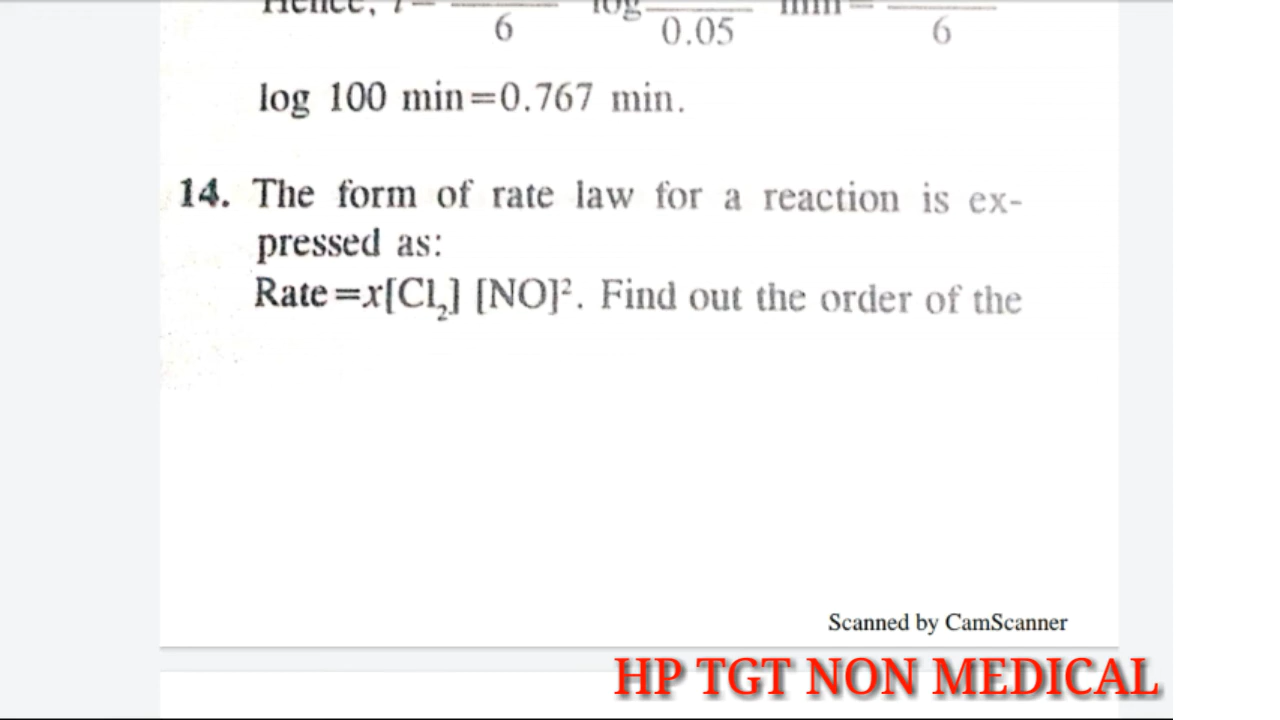 6 0.05 6
log 100 min=0.767 min.
14. The form of rate law for a reaction is ex-
pressed as:
Rate=x[Cl₂] [NO]². Find out the order of the
Scanned by CamScanner
HP TGT NON MEDICAL